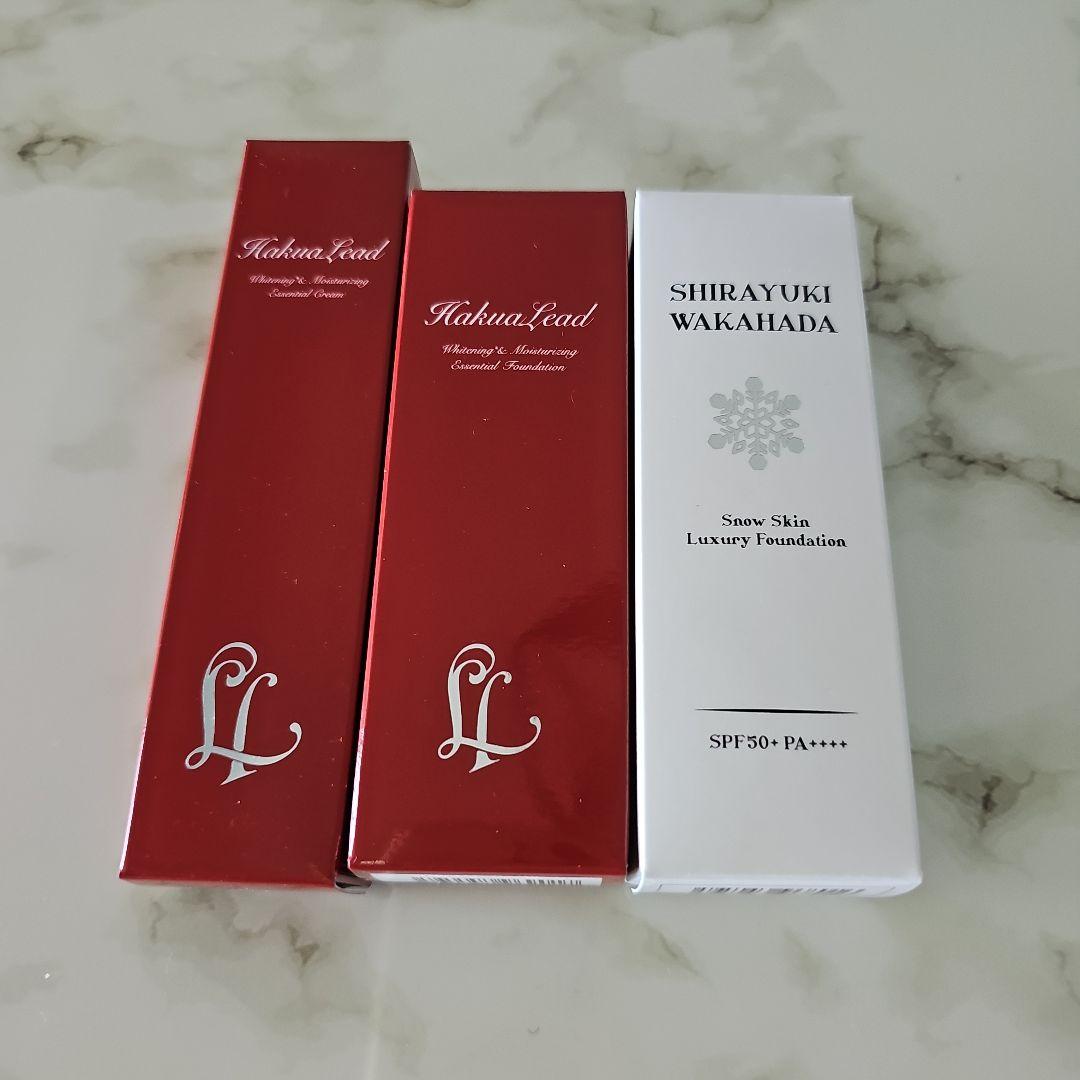 HakuaLead
Whitening*& Moisturizing
Essential Cream
HakuaLead
Whitening*& Moisturizing
Essential Foundation
SHIRAYUKI
WAKAHADA
Snow Skin
Luxury Foundation
SPF50+ PA++++